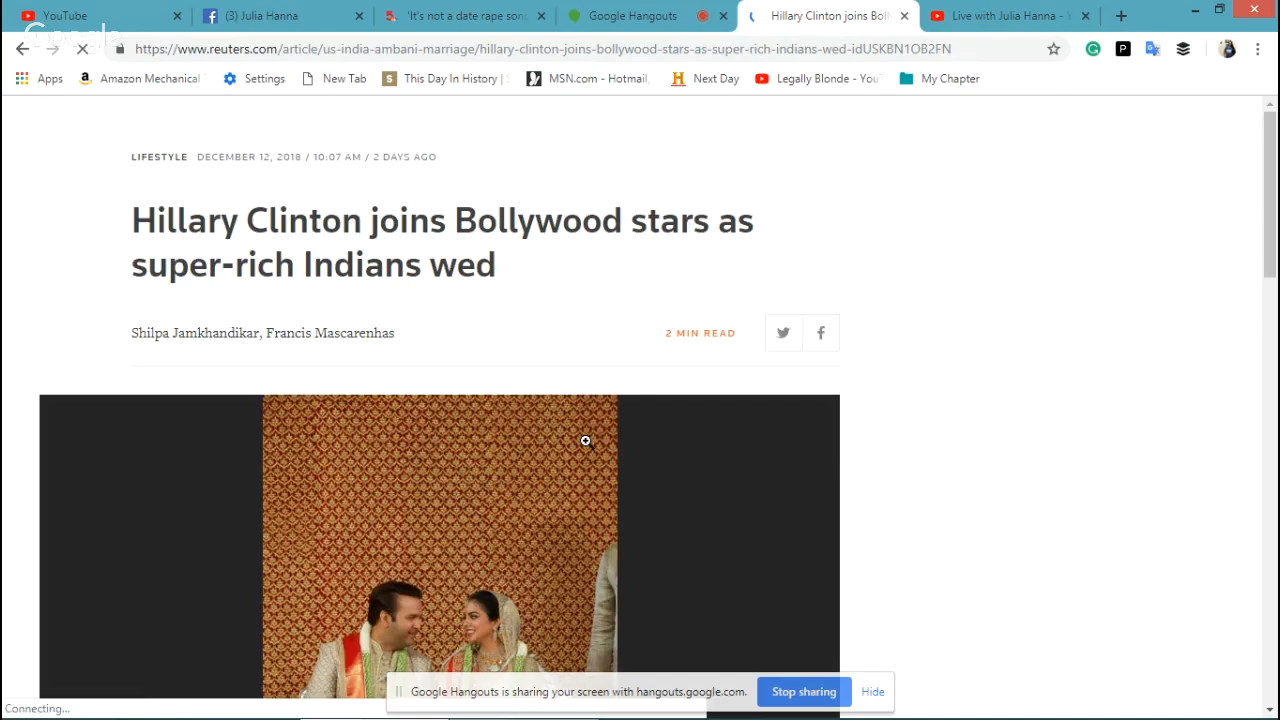 YouTube
(3) Julia Hanna
'It's not a date rape son
Google Hangouts
Hillary Clinton joins Boll
Live with Julia Hanna - Y
Google
https://www.reuters.com/article/us-india-ambani-marriage/hillary-clinton-joins-bollywood-stars-as-super-rich-indians-wed-idUSKBN1OB2FN
Apps
Amazon Mechanical
Settings
New Tab
This Day In History |
MSN.com - Hotmail,
Next Day
Legally Blonde - YouT
My Chapter
LIFESTYLE DECEMBER 12, 2018 / 10:07 AM / 2 DAYS AGO
Hillary Clinton joins Bollywood stars as
super-rich Indians wed
Shilpa Jamkhandikar, Francis Mascarenhas
2 MIN READ
Google Hangouts is sharing your screen with hangouts.google.com.
Stop sharing
Hide
Connecting...